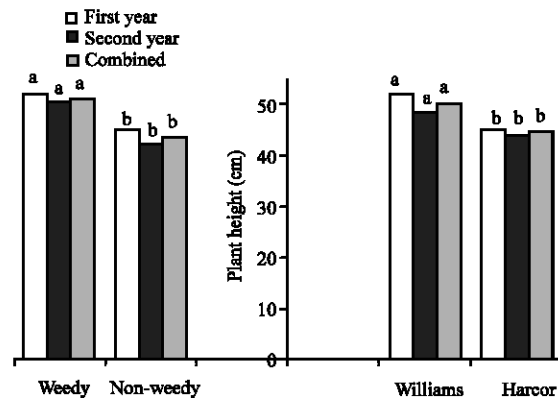 First year
Second year
Combined
a
a
a
b
b
b
a
a
a
b
b
b
Plant height (cm)
50
40
30
20
10
0
Weedy
Non-weedy
Williams
Harcor